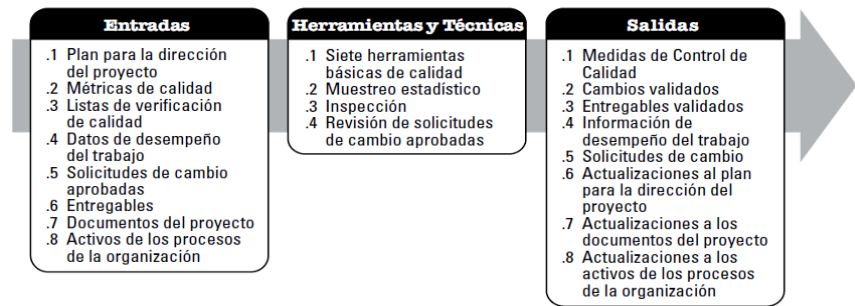 Entradas
.1 Plan para la dirección
del proyecto
.2 Métricas de calidad
.3 Listas de verificación
de calidad
.4 Datos de desempeño
del trabajo
.5 Solicitudes de cambio
aprobadas
.6 Entregables
.7 Documentos del proyecto
.8 Activos de los procesos
de la organización
Herramientas y Técnicas
.1 Siete herramientas
básicas de calidad
.2 Muestreo estadístico
.3 Inspección
.4 Revisión de solicitudes
de cambio aprobadas
Salidas
.1 Medidas de Control de
Calidad
.2 Cambios validados
.3 Entregables validados
.4 Información de
desempeño del trabajo
.5 Solicitudes de cambio
.6 Actualizaciones al plan
para la dirección del
proyecto
.7 Actualizaciones a los
documentos del proyecto
.8 Actualizaciones a los
activos de los procesos
de la organización